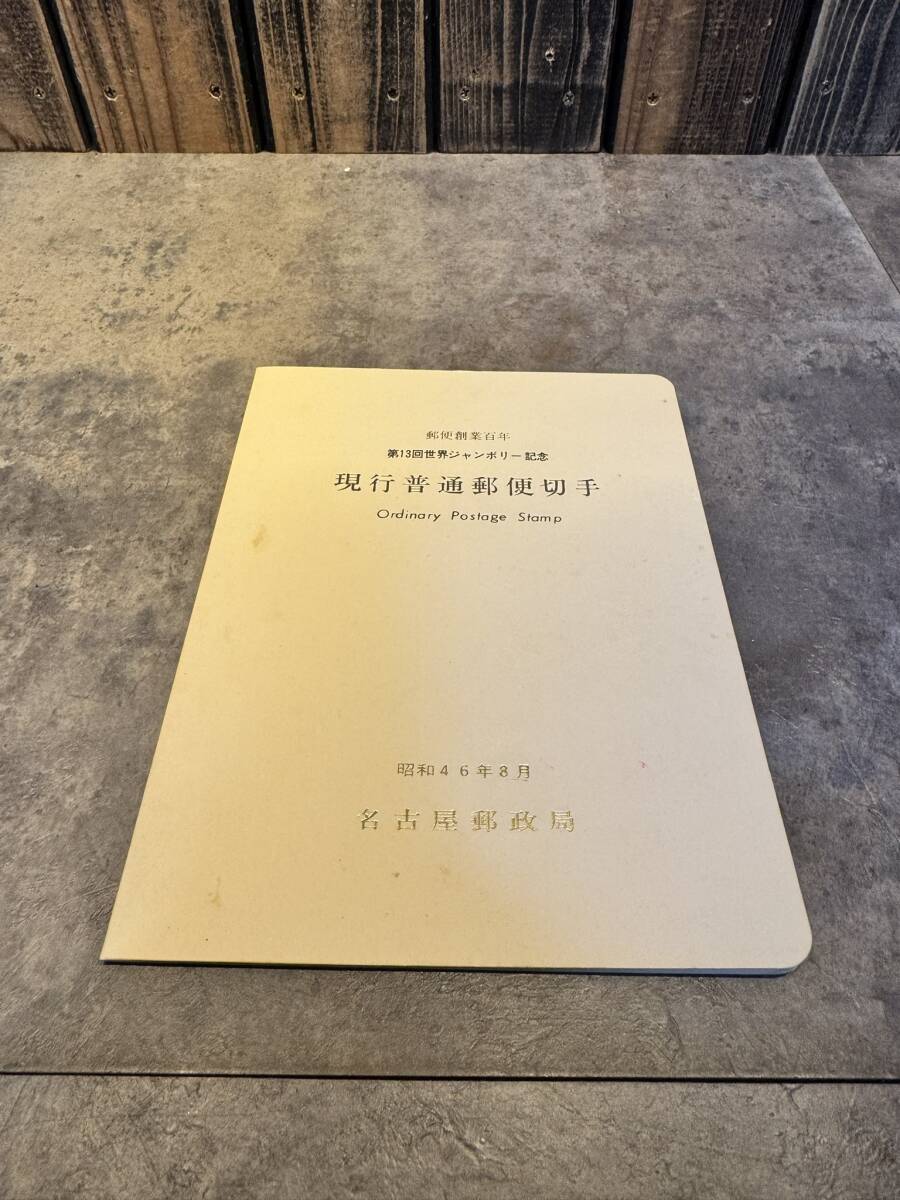 郵便創業百年
第13回世界ジャンボリー記念
現行普通郵便切手
Ordinary Postage Stamp
昭和46年8月
名古屋郵政局